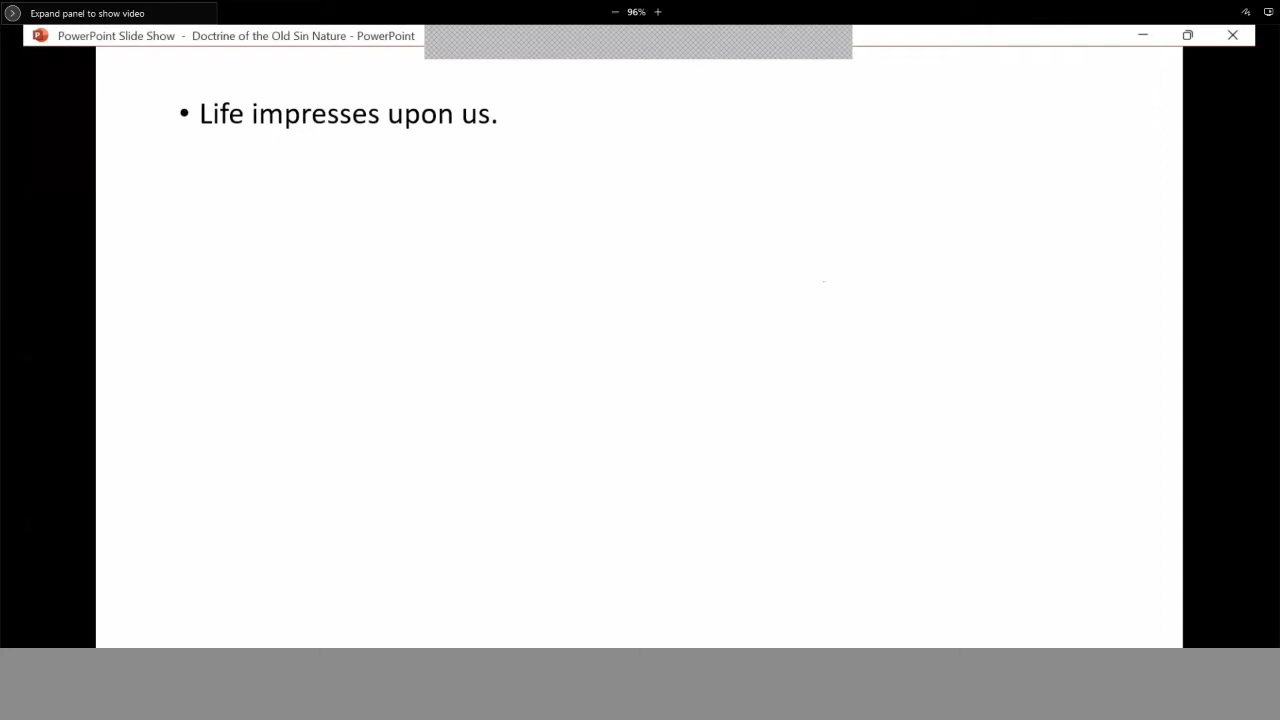 Expand panel to show video
− 96% +
PowerPoint Slide Show - Doctrine of the Old Sin Nature - PowerPoint
• Life impresses upon us.